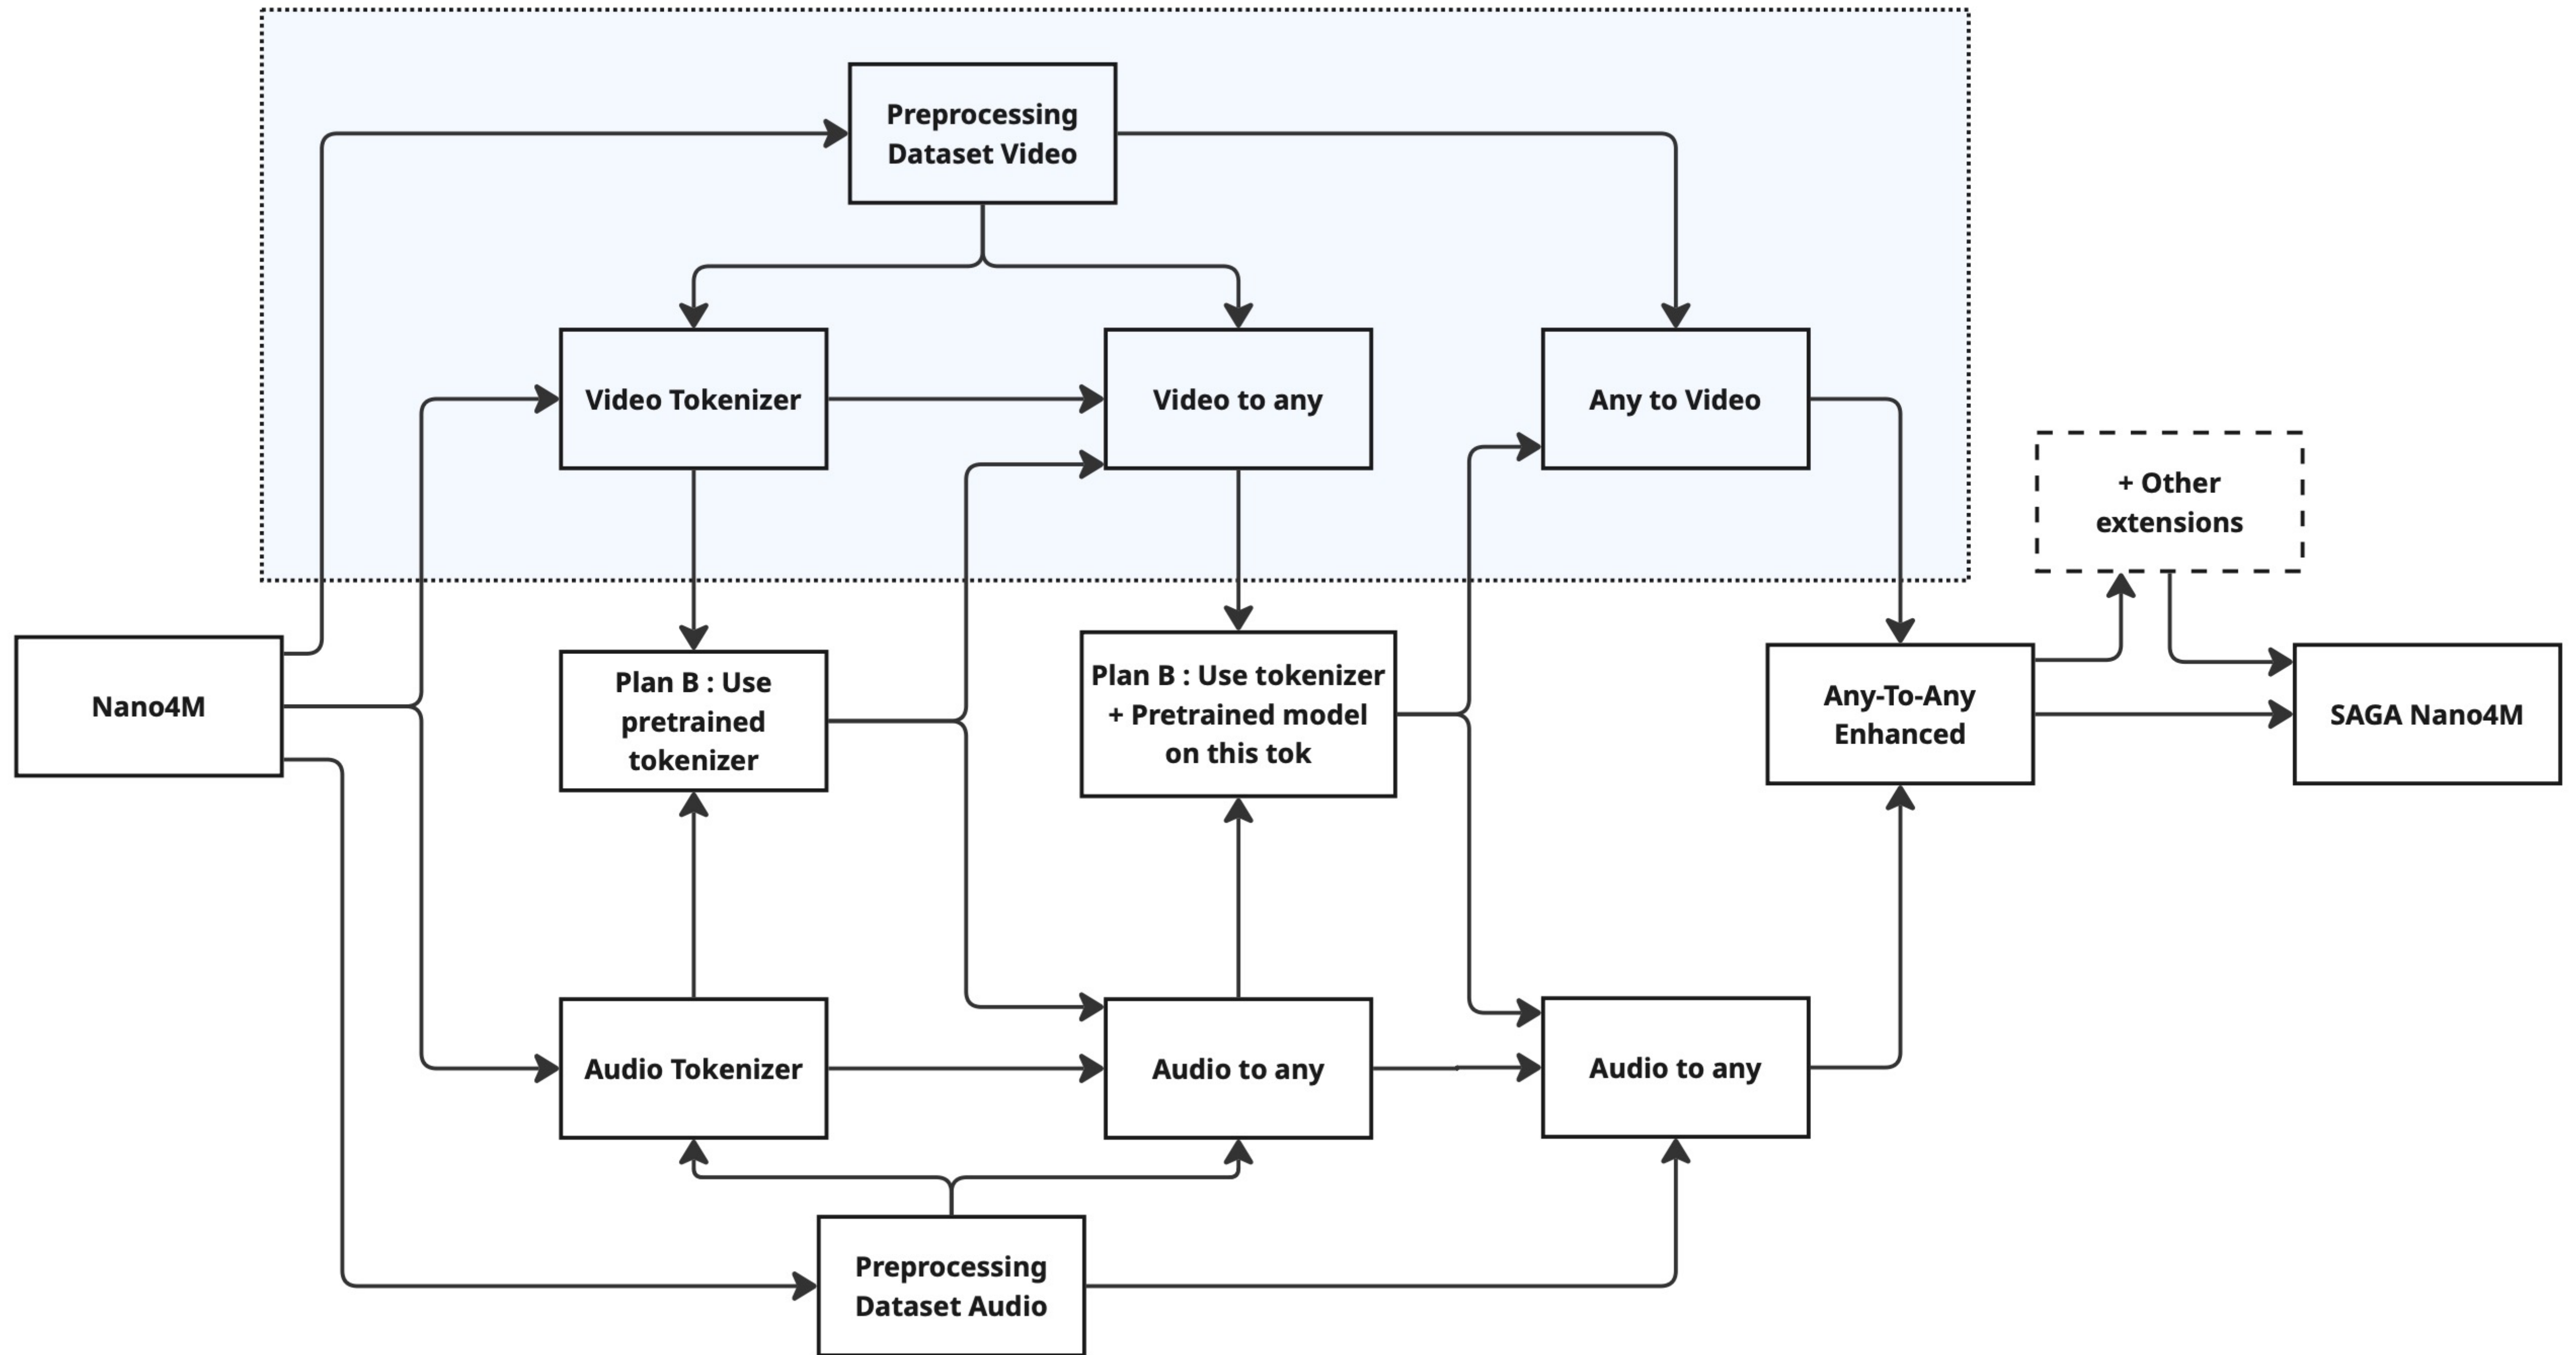 Preprocessing
Dataset Video
Video Tokenizer
Video to any
Any to Video
+ Other
extensions
Nano4M
Plan B : Use
pretrained
tokenizer
Plan B : Use tokenizer
+ Pretrained model
on this tok
Any-To-Any
Enhanced
SAGA Nano4M
Audio Tokenizer
Audio to any
Audio to any
Preprocessing
Dataset Audio